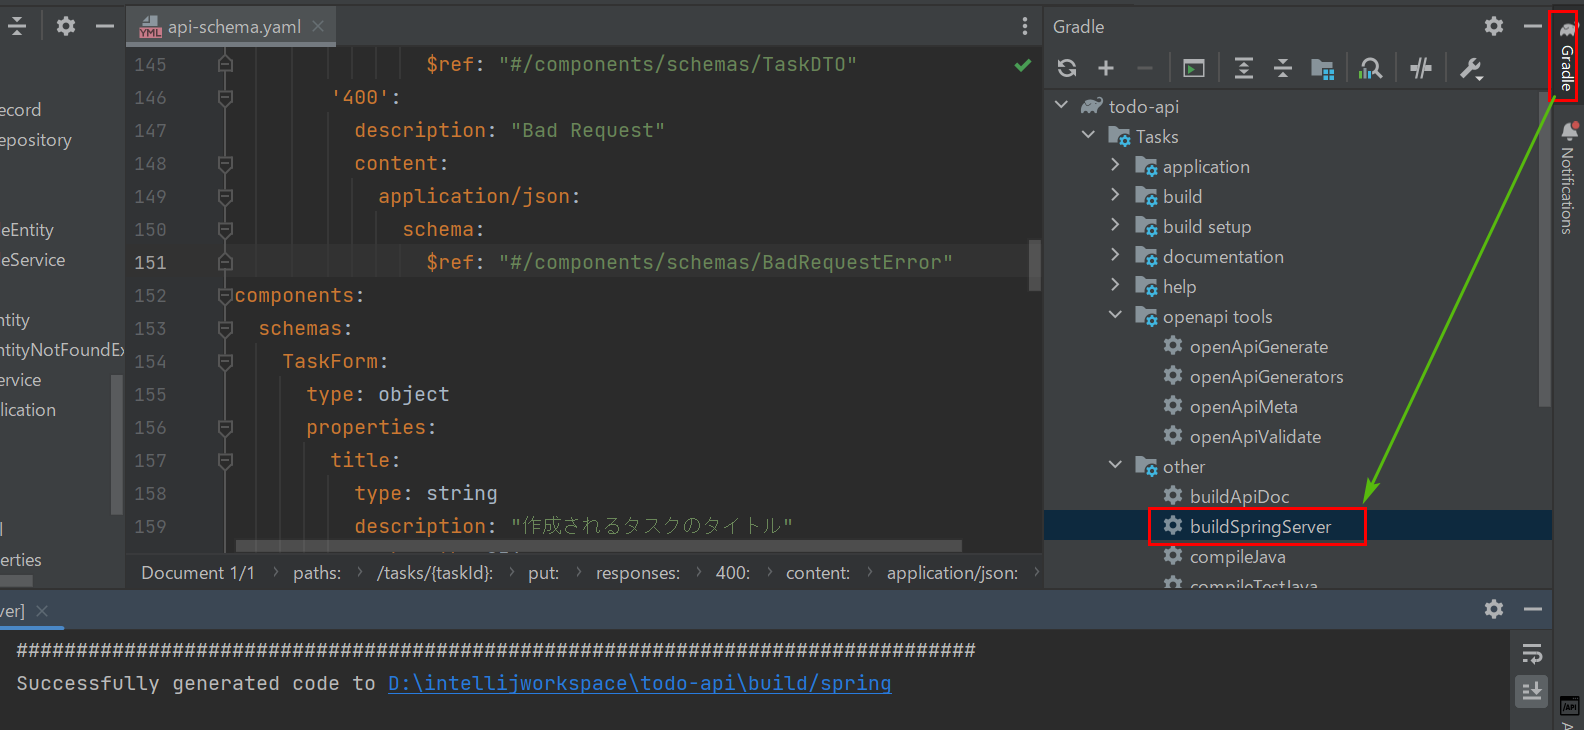 api-schema.yaml
145 $ref: "#/components/schemas/TaskDTO"
146 '400':
147 description: "Bad Request"
148 content:
149 application/json:
150 schema:
151 $ref: "#/components/schemas/BadRequestError"
152 components:
153 schemas:
154 TaskForm:
155 type: object
156 properties:
157 title:
158 type: string
159 description: "作成されるタスクのタイトル"
Document 1/1 paths: /tasks/{taskId}: put: responses: 400: content: application/json:
ecord
epository
eEntity
eService
ntity
ntityNotFoundEx
ervice
lication
l
erties
Gradle
todo-api
Tasks
application
build
build setup
documentation
help
openapi tools
openApiGenerate
openApiGenerators
openApiMeta
openApiValidate
other
buildApiDoc
buildSpringServer
compileJava
compileTestJava
Gradle
Notifications
ver]
################################################################################
Successfully generated code to D:\intellijworkspace\todo-api\build/spring